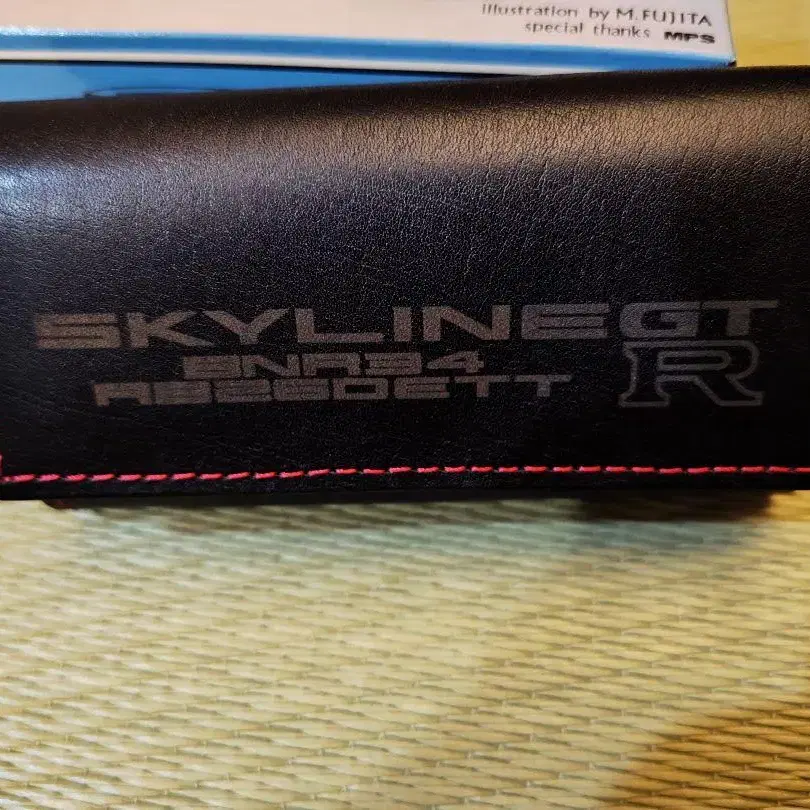 illustration by M.FUJITA
special thanks MPS
SKYLINE GT
BNR34 R
RB26DETT